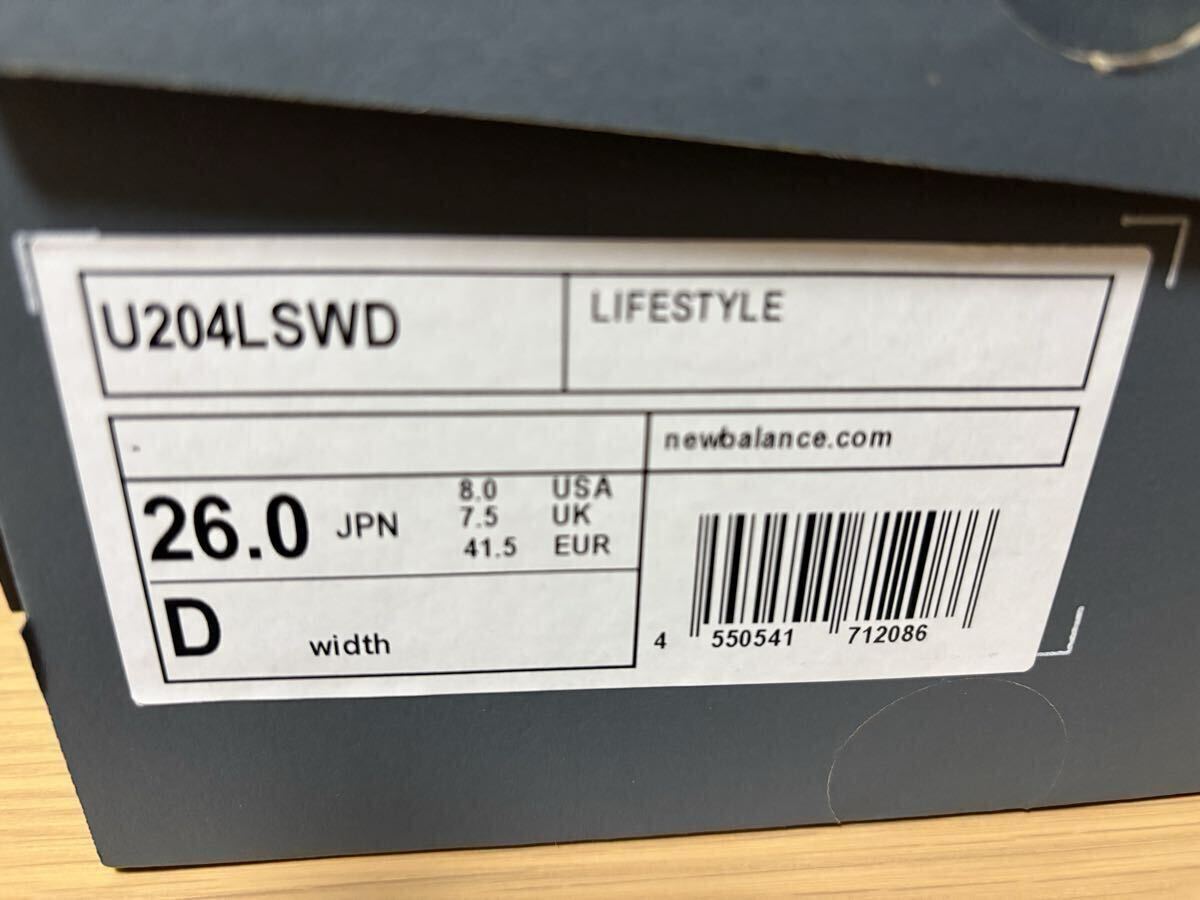 U204LSWD
LIFESTYLE
newbalance.com
26.0 JPN
8.0 USA
7.5 UK
41.5 EUR
D width
4 550541 712086